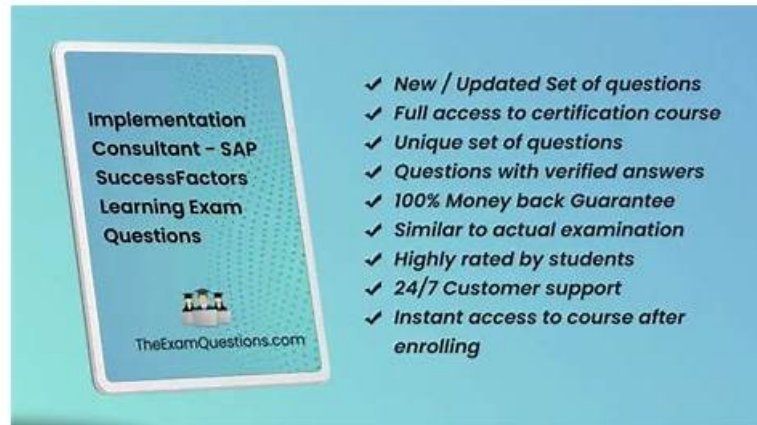 Implementation
Consultant - SAP
SuccessFactors
Learning Exam
Questions
TheExamQuestions.com
New / Updated Set of questions
Full access to certification course
Unique set of questions
Questions with verified answers
100% Money back Guarantee
Similar to actual examination
Highly rated by students
24/7 Customer support
Instant access to course after
enrolling